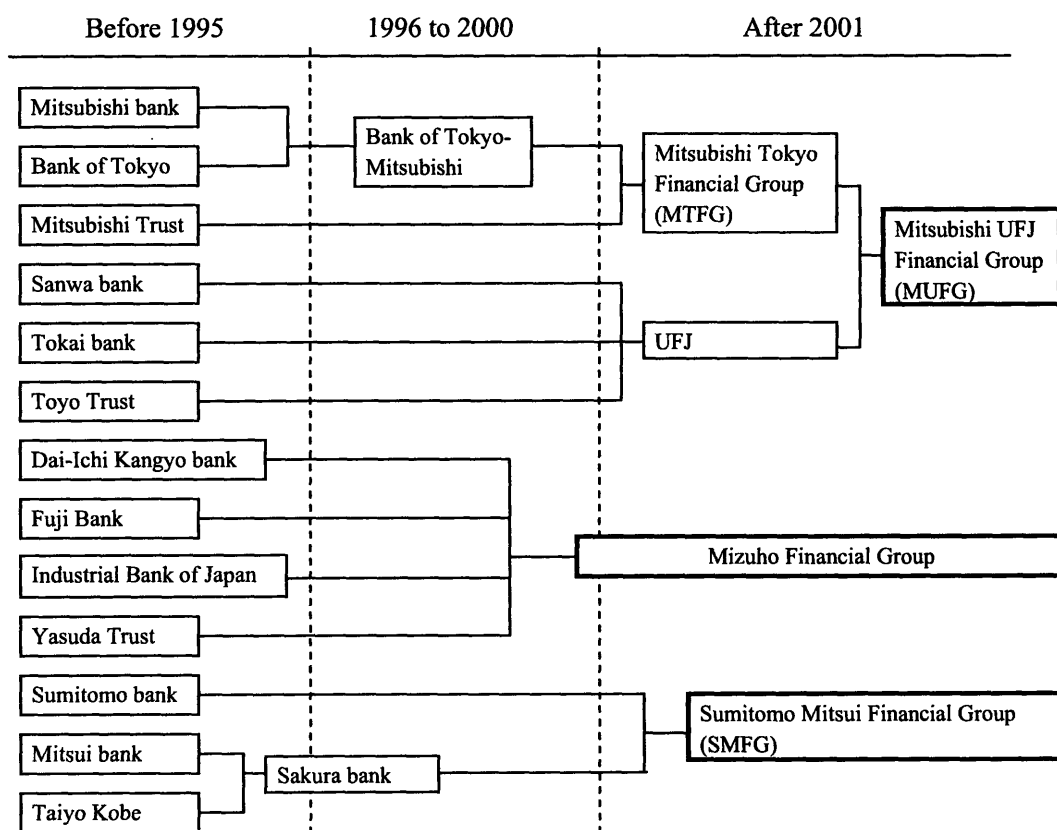 Before 1995
1996 to 2000
After 2001
Mitsubishi bank
Bank of Tokyo
Mitsubishi Trust
Sanwa bank
Tokai bank
Toyo Trust
Dai-Ichi Kangyo bank
Fuji Bank
Industrial Bank of Japan
Yasuda Trust
Sumitomo bank
Mitsui bank
Taiyo Kobe
Bank of Tokyo-
Mitsubishi
Sakura bank
Mitsubishi Tokyo
Financial Group
(MTFG)
UFJ
Mitsubishi UFJ
Financial Group
(MUFG)
Mizuho Financial Group
Sumitomo Mitsui Financial Group
(SMFG)